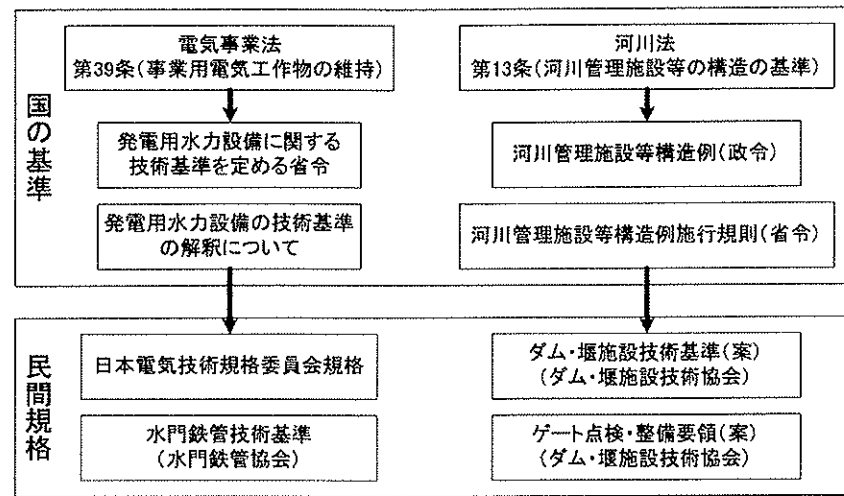 国の基準
電気事業法
第39条(事業用電気工作物の維持)
発電用水力設備に関する
技術基準を定める省令
発電用水力設備の技術基準
の解釈について
河川法
第13条(河川管理施設等の構造の基準)
河川管理施設等構造例(政令)
河川管理施設等構造例施行規則(省令)
民間規格
日本電気技術規格委員会規格
水門鉄管技術基準
(水門鉄管協会)
ダム・堰施設技術基準(案)
(ダム・堰施設技術協会)
ゲート点検・整備要領(案)
(ダム・堰施設技術協会)